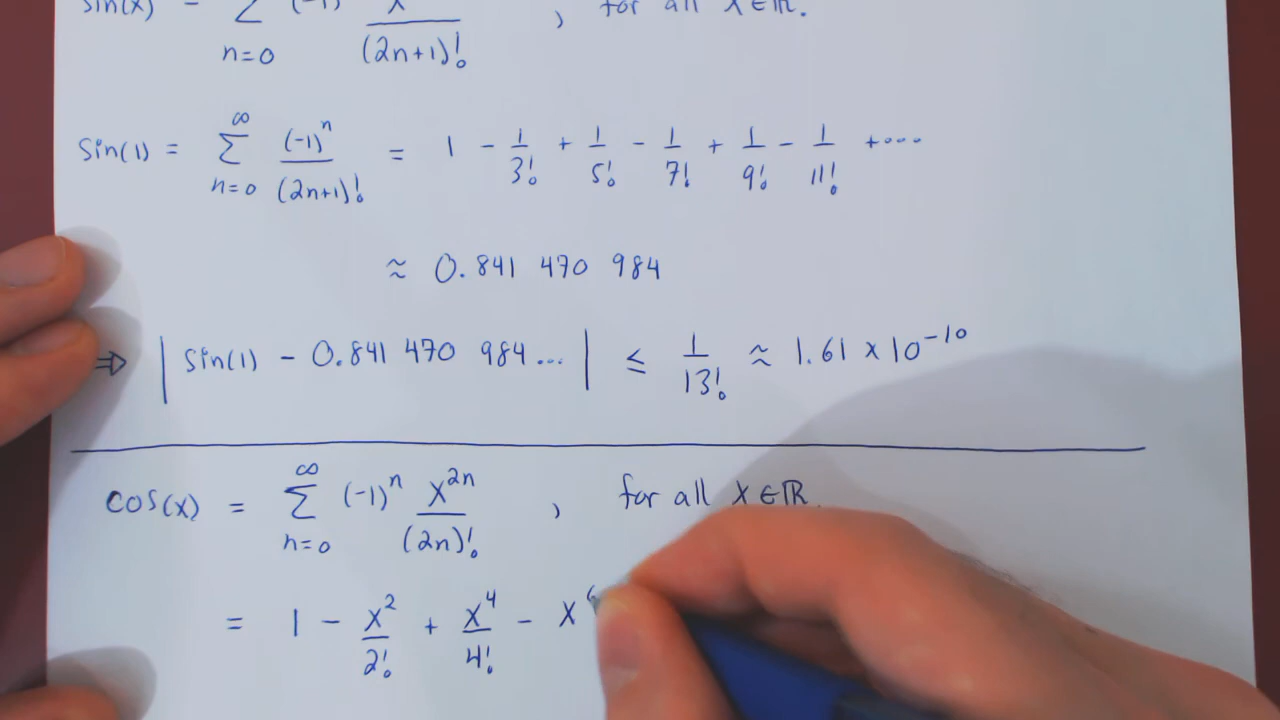 sin(x) = ∑ (-1) x / (2n+1)! , for all x∈ℝ.
n=0
sin(1) = ∑_{n=0}^{∞} (-1)^n / (2n+1)! = 1 - 1/3! + 1/5! - 1/7! + 1/9! - 1/11! + ...
≈ 0.841 470 984
⇒ | sin(1) - 0.841 470 984... | ≤ 1/13! ≈ 1.61 x 10^{-10}
cos(x) = ∑_{n=0}^{∞} (-1)^n x^{2n} / (2n)! , for all x∈ℝ.
= 1 - x^2/2! + x^4/4! - x